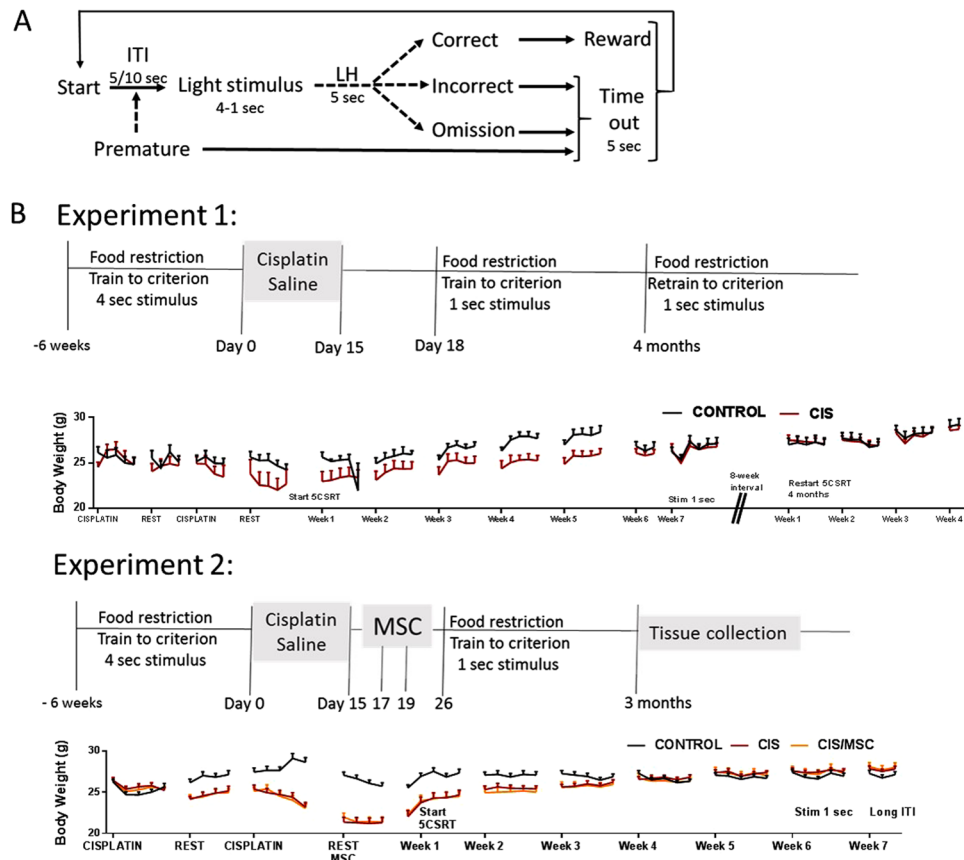 A
ITI
5/10 sec
Start
Light stimulus
4-1 sec
LH
5 sec
Correct
Reward
Incorrect
Omission
Time
out
5 sec
Premature
B
Experiment 1:
Food restriction
Train to criterion
4 sec stimulus
Cisplatin
Saline
Food restriction
Train to criterion
1 sec stimulus
Food restriction
Retrain to criterion
1 sec stimulus
-6 weeks
Day 0
Day 15
Day 18
4 months
CONTROL CIS
Body Weight (g)
30
25
20
Start 5CSRT
Stim 1 sec
8-week
interval
Restart 5CSRT
4 months
CISPLATIN REST CISPLATIN REST Week 1 Week 2 Week 3 Week 4 Week 5 Week 6 Week 7 Week 1 Week 2 Week 3 Week 4
Experiment 2:
Food restriction
Train to criterion
4 sec stimulus
Cisplatin
Saline
MSC
Food restriction
Train to criterion
1 sec stimulus
Tissue collection
- 6 weeks
Day 0
Day 15
17
19
26
3 months
CONTROL CIS CIS/MSC
Body Weight (g)
30
25
20
Start
5CSRT
Stim 1 sec
Long ITI
CISPLATIN REST CISPLATIN REST Week 1 Week 2 Week 3 Week 4 Week 5 Week 6 Week 7
MSC